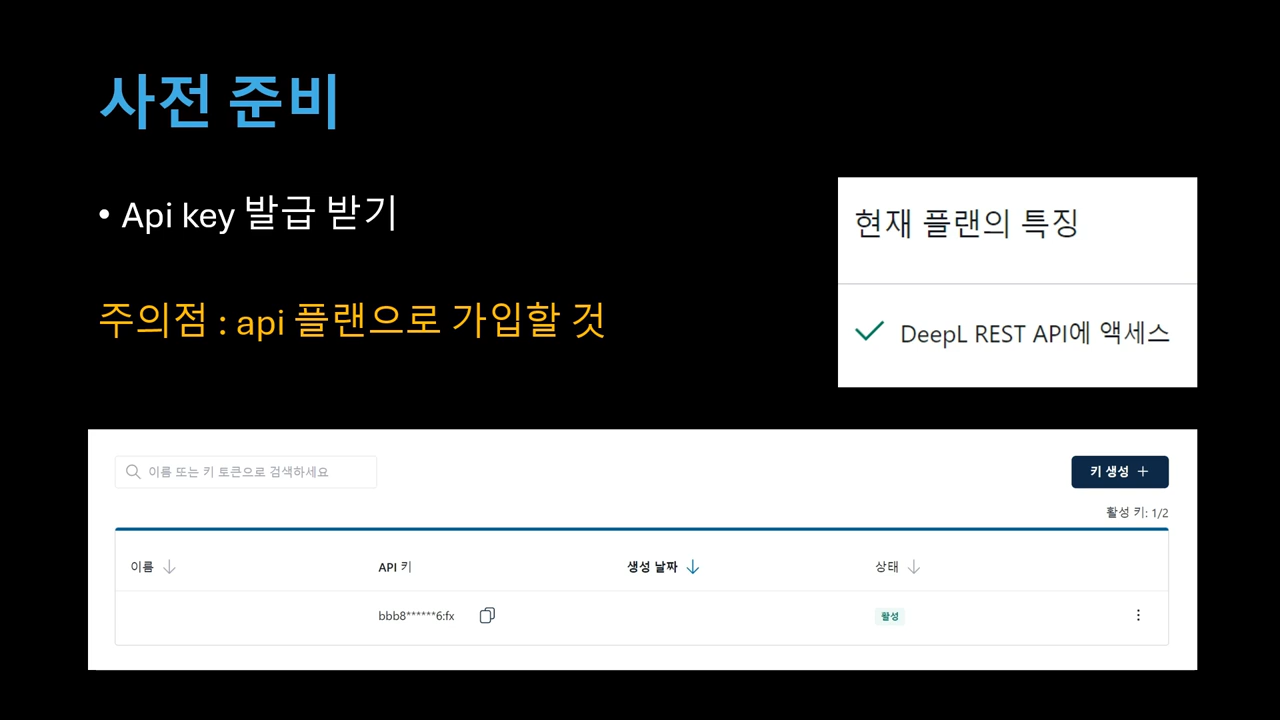 사전 준비
• Api key 발급 받기
주의점 : api 플랜으로 가입할 것
현재 플랜의 특징
DeepL REST API에 액세스
이름 또는 키 토큰으로 검색하세요
키 생성 +
활성 키: 1/2
이름 API 키 생성 날짜 상태
bbb8******6:fx 활성